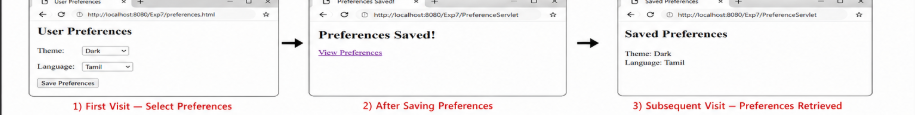 User Preferences
http://localhost:8080/Exp7/preferences.html
User Preferences
Theme: Dark
Language: Tamil
Save Preferences
1) First Visit — Select Preferences
Preferences Saved!
http://localhost:8080/Exp7/PreferenceServlet
Preferences Saved!
View Preferences
2) After Saving Preferences
Saved Preferences
http://localhost:8080/Exp7/PreferenceServlet
Saved Preferences
Theme: Dark
Language: Tamil
3) Subsequent Visit — Preferences Retrieved